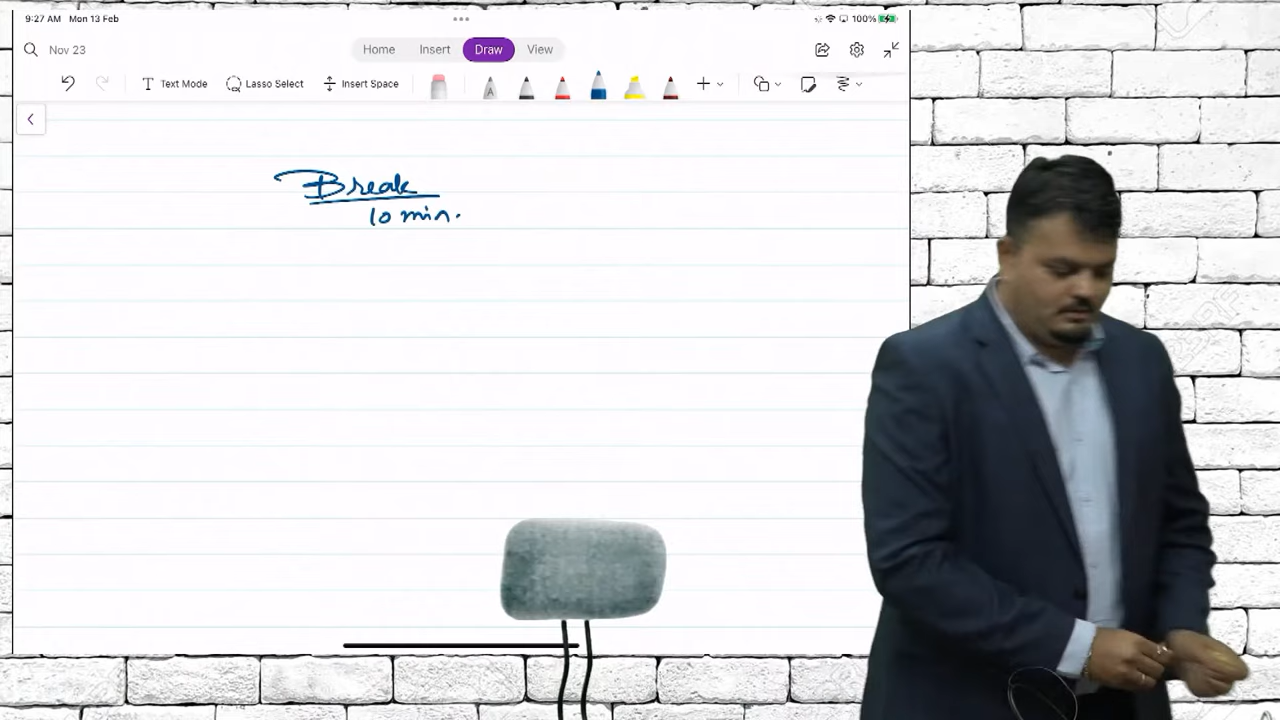 9:27 AM Mon 13 Feb
100%
Nov 23
Home Insert Draw View
Text Mode Lasso Select Insert Space
Break
10 min.